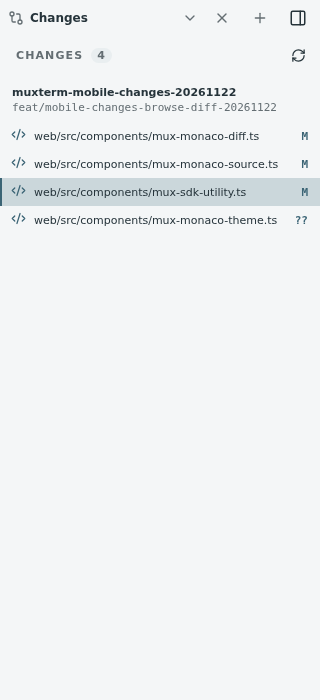 Changes
CHANGES 4
muxterm-mobile-changes-20261122
feat/mobile-changes-browse-diff-20261122
web/src/components/mux-monaco-diff.ts M
web/src/components/mux-monaco-source.ts M
web/src/components/mux-sdk-utility.ts M
web/src/components/mux-monaco-theme.ts ??